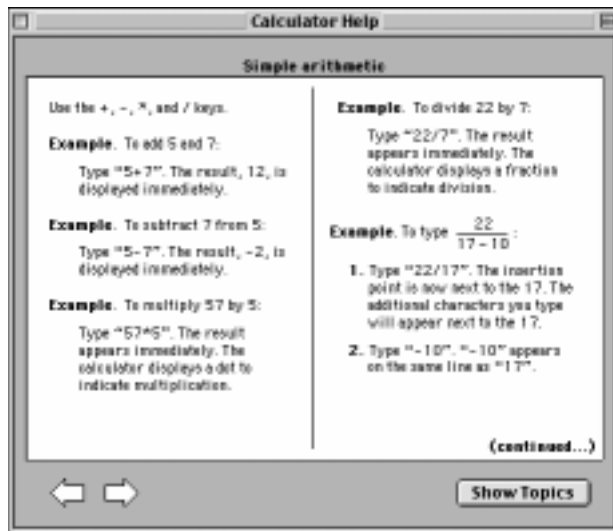 Calculator Help
Simple arithmetic
Use the +, -, *, and / keys.
Example. To add 5 and 7:
Type "5+7". The result, 12, is
displayed immediately.
Example. To subtract 7 from 5:
Type "5-7". The result, -2, is
displayed immediately.
Example. To multiply 57 by 5:
Type "57*5". The result
appears immediately. The
calculator displays a dot to
indicate multiplication.
Example. To divide 22 by 7:
Type "22/7". The result
appears immediately. The
calculator displays a fraction
to indicate division.
Example. To type 22 / 17-10 :
1. Type "22/17". The insertion
point is now next to the 17. The
additional characters you type
will appear next to the 17.
2. Type "-10". "-10" appears
on the same line as "17".
(continued...)
Show Topics